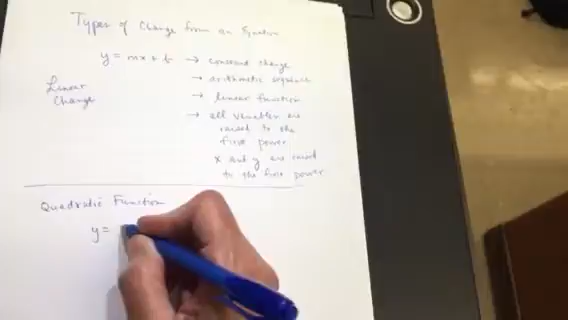 Types of Change from an Equation
y = mx + b → constant change
→ arithmetic sequence
Linear
Change
→ linear function
→ all variables are
raised to the
first power
x and y are raised
to the first power
Quadratic Function
y =